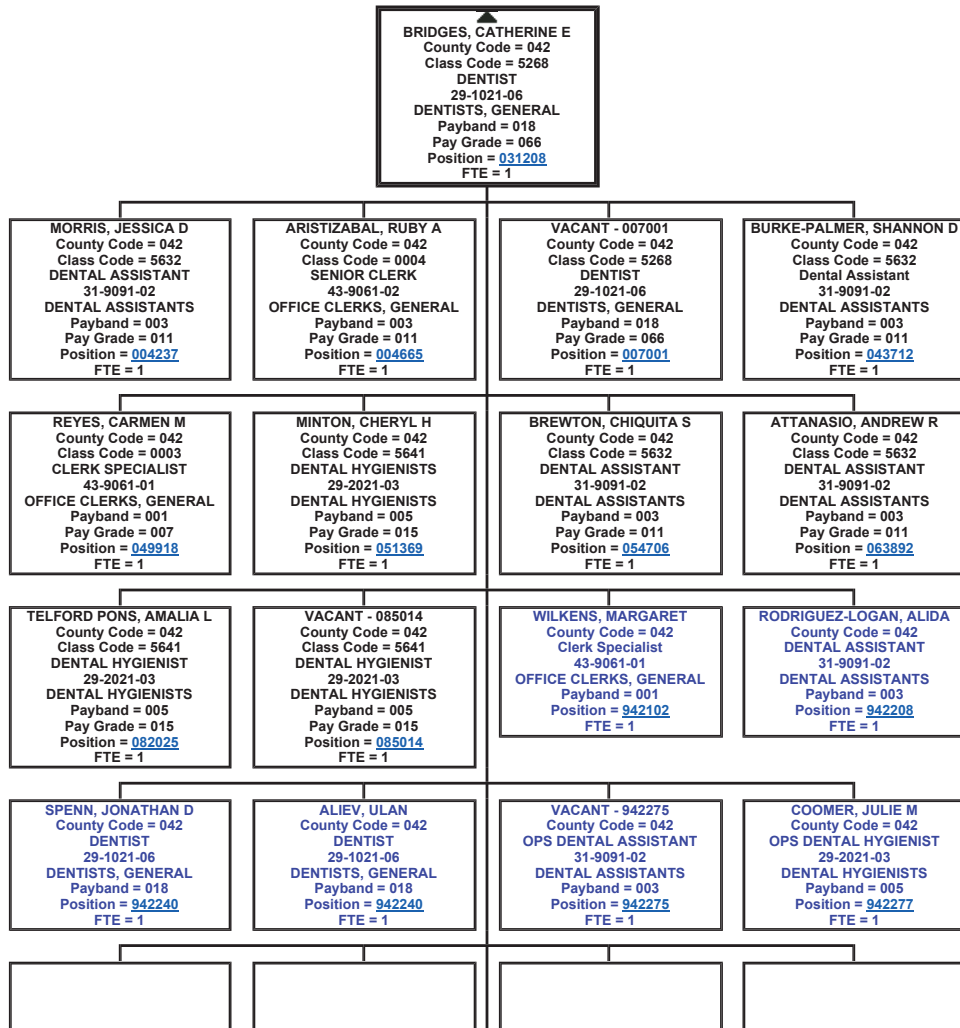 BRIDGES, CATHERINE E
County Code = 042
Class Code = 5268
DENTIST
29-1021-06
DENTISTS, GENERAL
Payband = 018
Pay Grade = 066
Position = 031208
FTE = 1
MORRIS, JESSICA D
County Code = 042
Class Code = 5632
DENTAL ASSISTANT
31-9091-02
DENTAL ASSISTANTS
Payband = 003
Pay Grade = 011
Position = 004237
FTE = 1
ARISTIZABAL, RUBY A
County Code = 042
Class Code = 0004
SENIOR CLERK
43-9061-02
OFFICE CLERKS, GENERAL
Payband = 003
Pay Grade = 011
Position = 004665
FTE = 1
VACANT - 007001
County Code = 042
Class Code = 5268
DENTIST
29-1021-06
DENTISTS, GENERAL
Payband = 018
Pay Grade = 066
Position = 007001
FTE = 1
BURKE-PALMER, SHANNON D
County Code = 042
Class Code = 5632
Dental Assistant
31-9091-02
DENTAL ASSISTANTS
Payband = 003
Pay Grade = 011
Position = 043712
FTE = 1
REYES, CARMEN M
County Code = 042
Class Code = 0003
CLERK SPECIALIST
43-9061-01
OFFICE CLERKS, GENERAL
Payband = 001
Pay Grade = 007
Position = 049918
FTE = 1
MINTON, CHERYL H
County Code = 042
Class Code = 5641
DENTAL HYGIENISTS
29-2021-03
DENTAL HYGIENISTS
Payband = 005
Pay Grade = 015
Position = 051369
FTE = 1
BREWTON, CHIQUITA S
County Code = 042
Class Code = 5632
DENTAL ASSISTANT
31-9091-02
DENTAL ASSISTANTS
Payband = 003
Pay Grade = 011
Position = 054706
FTE = 1
ATTANASIO, ANDREW R
County Code = 042
Class Code = 5632
DENTAL ASSISTANT
31-9091-02
DENTAL ASSISTANTS
Payband = 003
Pay Grade = 011
Position = 063892
FTE = 1
TELFORD PONS, AMALIA L
County Code = 042
Class Code = 5641
DENTAL HYGIENIST
29-2021-03
DENTAL HYGIENISTS
Payband = 005
Pay Grade = 015
Position = 082025
FTE = 1
VACANT - 085014
County Code = 042
Class Code = 5641
DENTAL HYGIENIST
29-2021-03
DENTAL HYGIENISTS
Payband = 005
Pay Grade = 015
Position = 085014
FTE = 1
WILKENS, MARGARET
County Code = 042
Clerk Specialist
43-9061-01
OFFICE CLERKS, GENERAL
Payband = 001
Position = 942102
FTE = 1
RODRIGUEZ-LOGAN, ALIDA
County Code = 042
DENTAL ASSISTANT
31-9091-02
DENTAL ASSISTANTS
Payband = 003
Position = 942208
FTE = 1
SPENN, JONATHAN D
County Code = 042
DENTIST
29-1021-06
DENTISTS, GENERAL
Payband = 018
Position = 942240
FTE = 1
ALIEV, ULAN
County Code = 042
DENTIST
29-1021-06
DENTISTS, GENERAL
Payband = 018
Position = 942240
FTE = 1
VACANT - 942275
County Code = 042
OPS DENTAL ASSISTANT
31-9091-02
DENTAL ASSISTANTS
Payband = 003
Position = 942275
FTE = 1
COOMER, JULIE M
County Code = 042
OPS DENTAL HYGIENIST
29-2021-03
DENTAL HYGIENISTS
Payband = 005
Position = 942277
FTE = 1